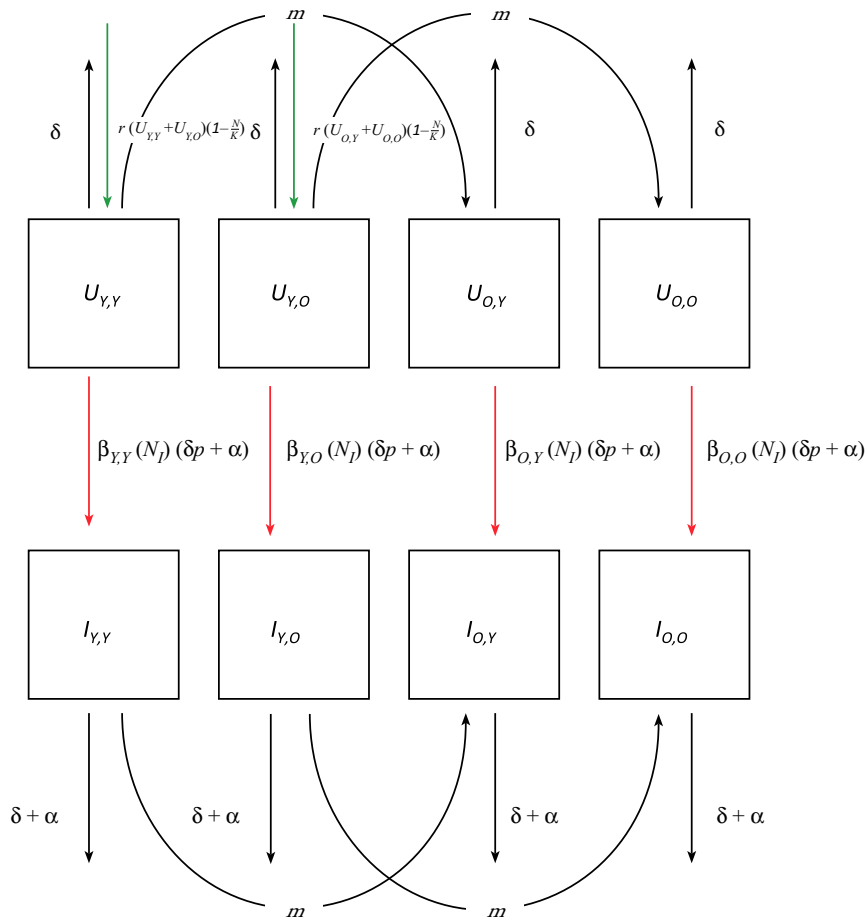 m m
δ r (U_{Y,Y} + U_{Y,O})(1 − N/K) δ r (U_{O,Y} + U_{O,O})(1 − N/K) δ δ
U_{Y,Y} U_{Y,O} U_{O,Y} U_{O,O}
β_{Y,Y} (N_I) (δp + α) β_{Y,O} (N_I) (δp + α) β_{O,Y} (N_I) (δp + α) β_{O,O} (N_I) (δp + α)
I_{Y,Y} I_{Y,O} I_{O,Y} I_{O,O}
δ + α δ + α δ + α δ + α
m m